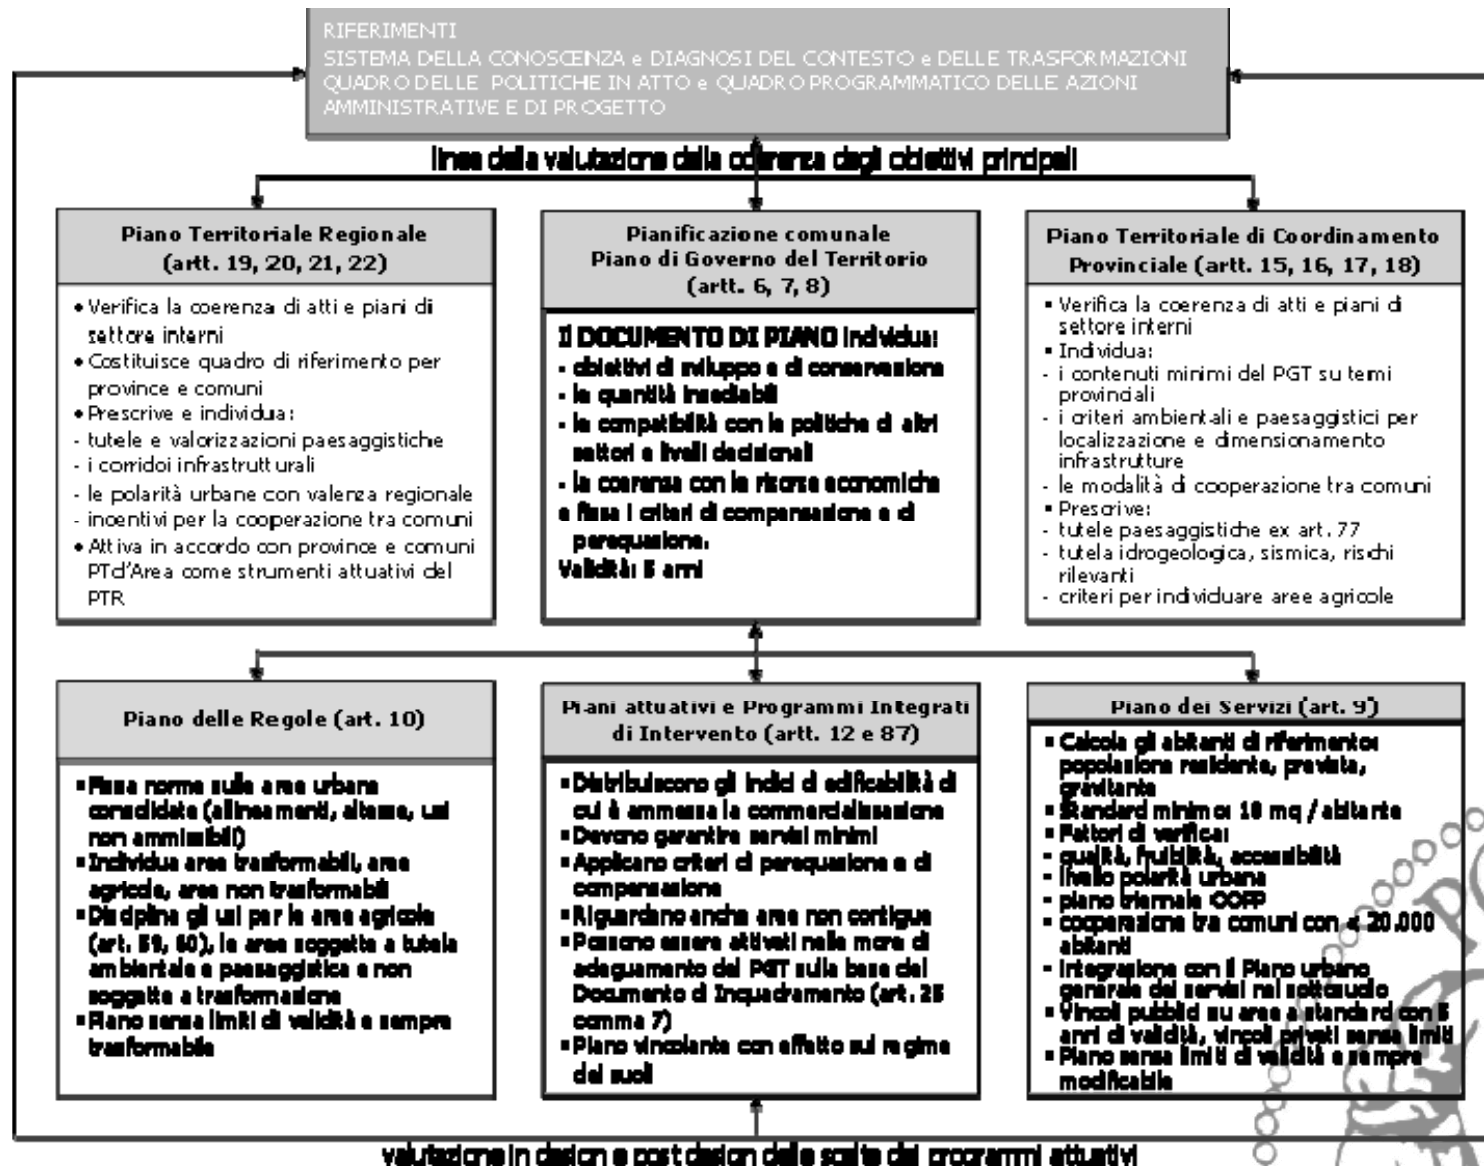 RIFERIMENTI
SISTEMA DELLA CONOSCEINZA e DIAGNOSI DEL CONTESTO e DELLE TRASFORMAZIONI
QUADRO DELLE POLITICHE IN ATTO e QUADRO PROGRAMMATICO DELLE AZIONI
AMMINISTRATIVE E DI PROGETTO
linea della valutazione della coerenza degli obiettivi principali
Piano Territoriale Regionale
(artt. 19, 20, 21, 22)
• Verifica la coerenza di atti e piani di
settore interni
• Costituisce quadro di riferimento per
province e comuni
• Prescrive e individua:
- tutele e valorizzazioni paesaggistiche
- i corridoi infrastrutturali
- le polarità urbane con valenza regionale
- incentivi per la cooperazione tra comuni
• Attiva in accordo con province e comuni
PTd'Area come strumenti attuativi del
PTR
Pianificazione comunale
Piano di Governo del Territorio
(artt. 6, 7, 8)
Il DOCUMENTO DI PIANO individua:
- obiettivi di sviluppo e di conservazione
- le quantità insediabili
- le compatibilità con le politiche di altri
settori e livelli decisionali
- la coerenza con le risorse economiche
e fissa i criteri di compensazione e di
perequazione.
Validità: 5 anni
Piano Territoriale di Coordinamento
Provinciale (artt. 15, 16, 17, 18)
▪ Verifica la coerenza di atti e piani di
settore interni
▪ Individua:
- i contenuti minimi del PGT su temi
provinciali
- i criteri ambientali e paesaggistici per
localizzazione e dimensionamento
infrastrutture
- le modalità di cooperazione tra comuni
▪ Prescrive:
- tutele paesaggistiche ex art. 77
- tutela idrogeologica, sismica, rischi
rilevanti
- criteri per individuare aree agricole
Piano delle Regole (art. 10)
▪ Fissa norme sulle aree urbane
consolidate (allineamenti, altezze, usi
non ammissibili)
▪ Individua aree trasformabili, aree
agricole, aree non trasformabili
▪ Disciplina gli usi per le aree agricole
(art. 59, 60), le aree soggette a tutela
ambientale e paesaggistica e non
soggette a trasformazione
▪ Piano senza limiti di validità e sempre
trasformabile
Piani attuativi e Programmi Integrati
di Intervento (artt. 12 e 87)
▪ Distribuiscono gli indici di edificabilità di
cui è ammessa la commercializzazione
▪ Devono garantire servizi minimi
▪ Applicano criteri di perequazione e di
compensazione
▪ Riguardano anche aree non contigue
▪ Possono essere attivati nelle more di
adeguamento del PGT sulla base del
Documento di Inquadramento (art. 25
comma 7)
▪ Piano vincolante con effetto sul regime
dei suoli
Piano dei Servizi (art. 9)
▪ Calcola gli abitanti di riferimento:
popolazione residente, prevista,
gravitante
▪ Standard minimo: 18 mq / abitante
▪ Fattori di verifica:
- qualità, fruibilità, accessibilità
- livello polarità urbana
- piano triennale OOPP
▪ cooperazione tra comuni con < 20.000
abitanti
▪ Integrazione con il Piano urbano
generale dei servizi nel sottosuolo
▪ Vincoli pubblici su aree a standard con 5
anni di validità, vincoli privati senza limiti
▪ Piano senza limiti di validità e sempre
modificabile
valutazione in design e post design delle scelte dei programmi attuativi